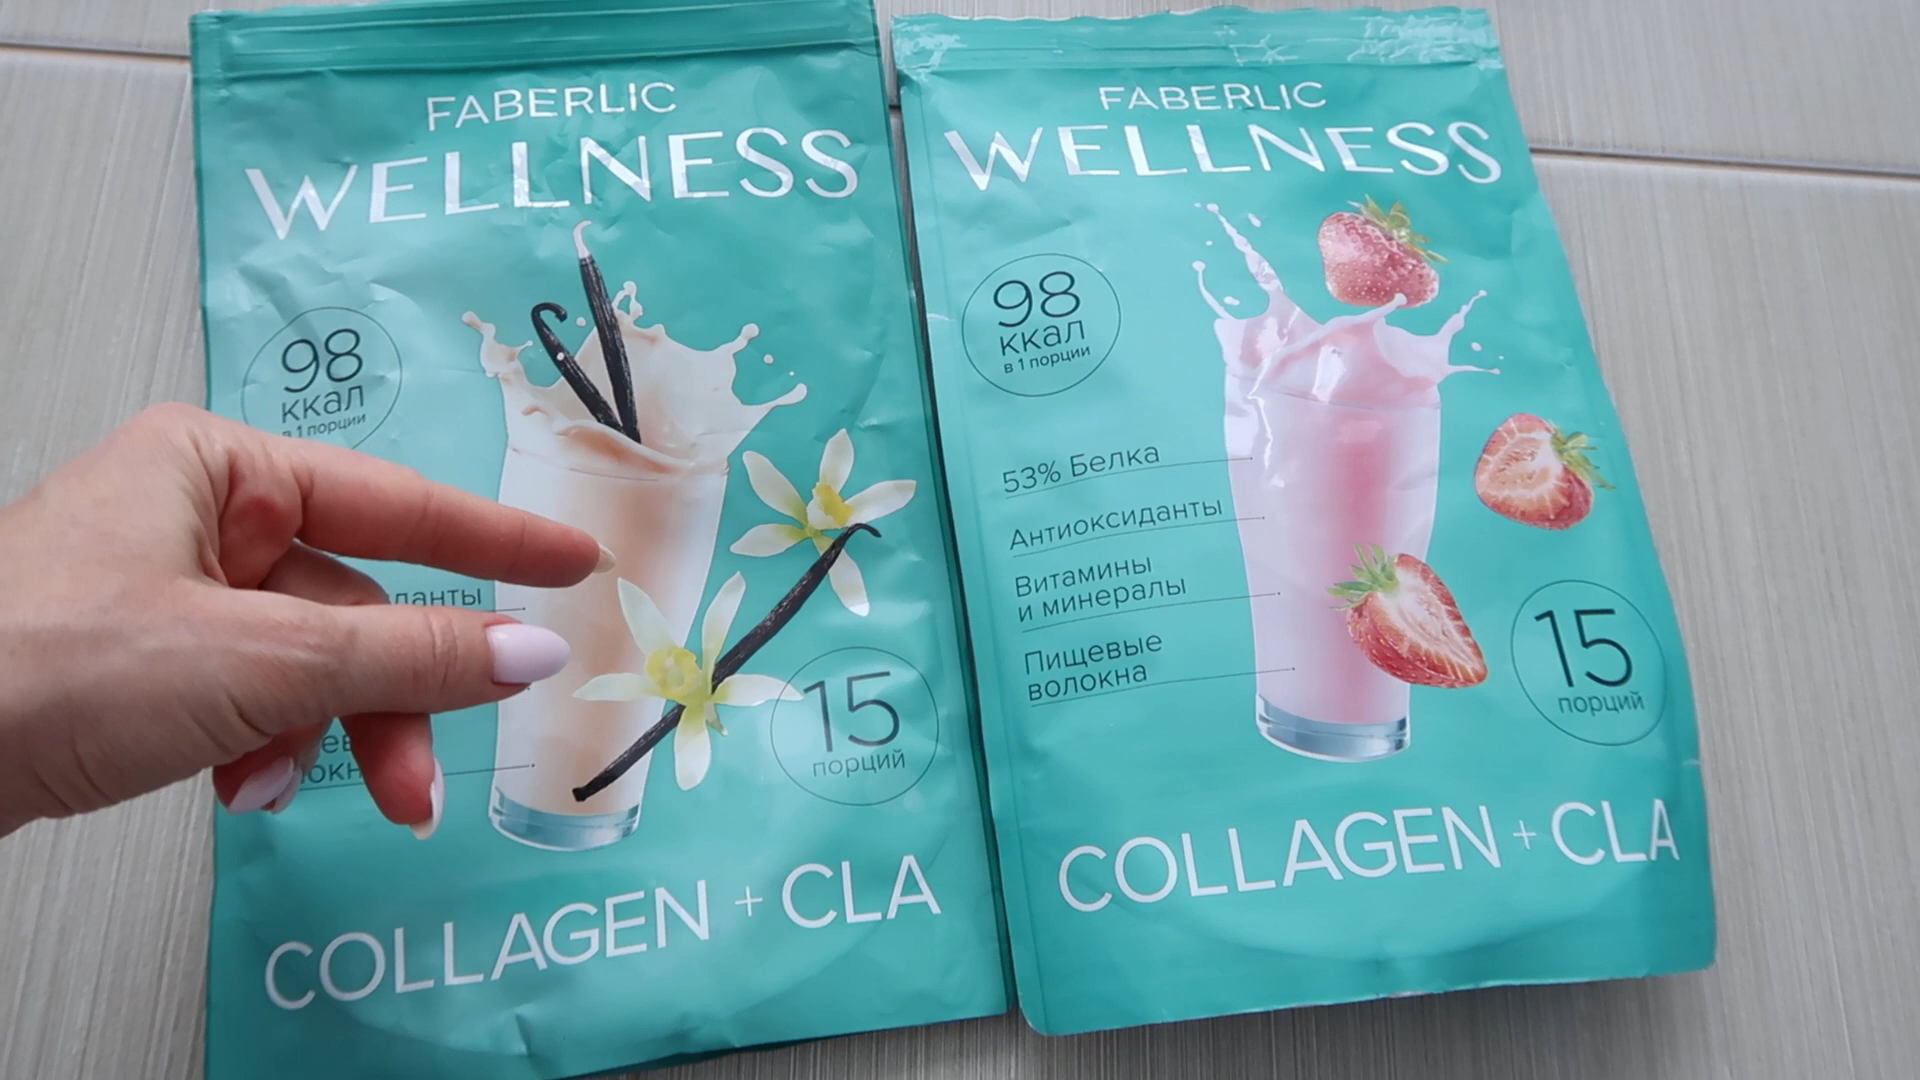 FABERLIC
WELLNESS
98
ккал
в 1 порции
15
порций
COLLAGEN + CLA
FABERLIC
WELLNESS
98
ккал
в 1 порции
53% Белка
Антиоксиданты
Витамины
и минералы
Пищевые
волокна
15
порций
COLLAGEN + CLA